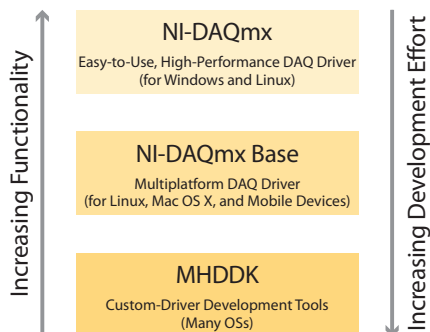 Increasing Functionality
NI-DAQmx
Easy-to-Use, High-Performance DAQ Driver
(for Windows and Linux)
NI-DAQmx Base
Multiplatform DAQ Driver
(for Linux, Mac OS X, and Mobile Devices)
MHDDK
Custom-Driver Development Tools
(Many OSs)
Increasing Development Effort